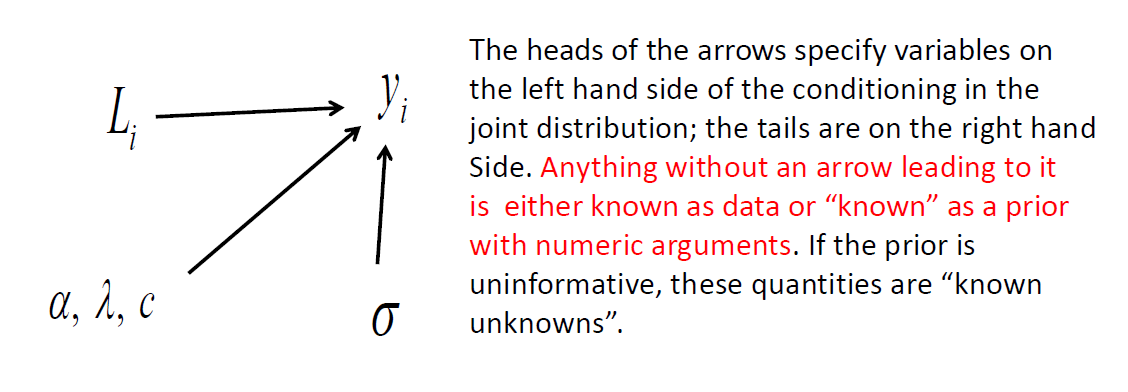 The heads of the arrows specify variables on
the left hand side of the conditioning in the
joint distribution; the tails are on the right hand
Side. Anything without an arrow leading to it
is either known as data or “known” as a prior
with numeric arguments. If the prior is
uninformative, these quantities are “known
unknowns”.
L_i
y_i
α, λ, c
σ